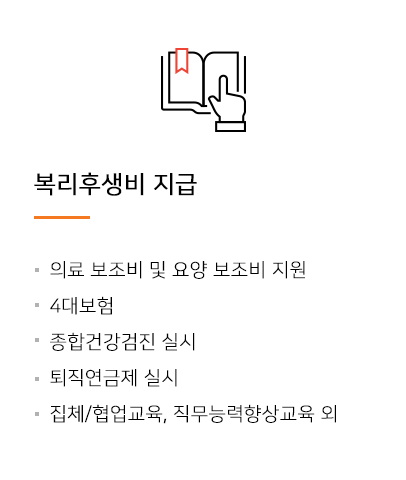 복리후생비 지급
의료 보조비 및 요양 보조비 지원
4대보험
종합건강검진 실시
퇴직연금제 실시
집체/협업교육, 직무능력향상교육 외